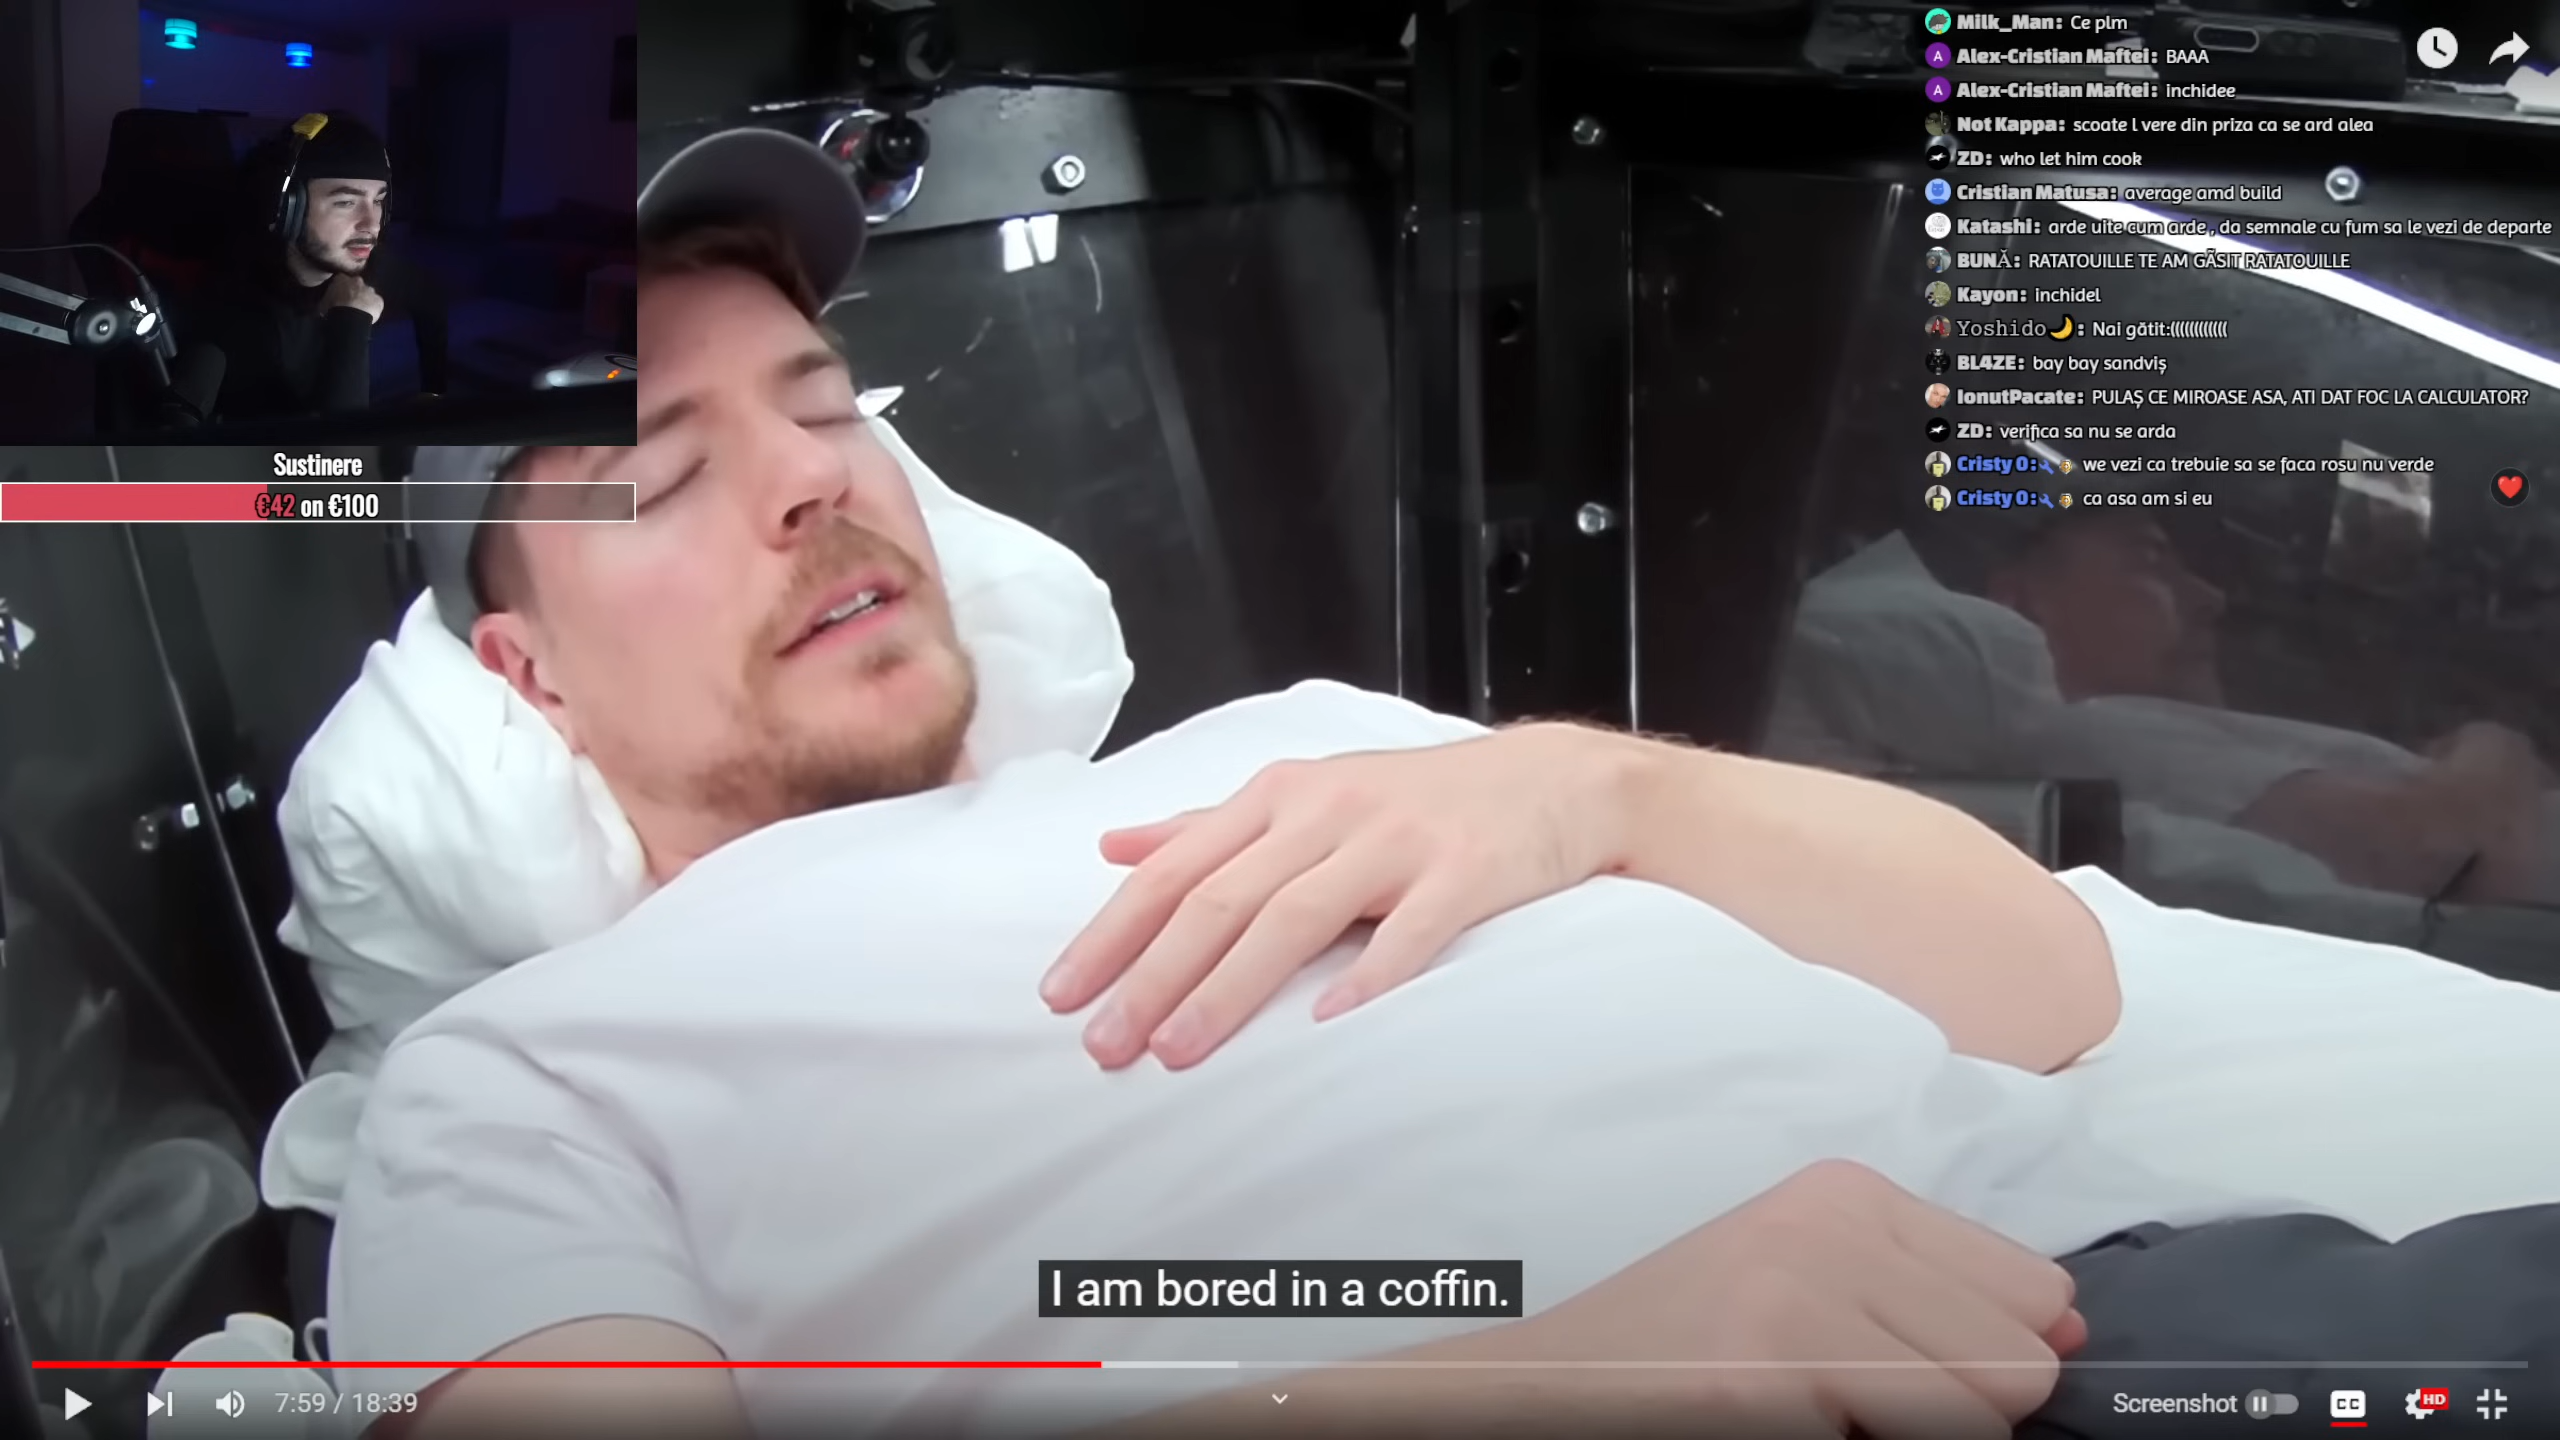 Milk_Man: Ce plm
A Alex-Cristian Maftei: BAAA
A Alex-Cristian Maftei: inchidee
Not Kappa: scoate l vere din priza ca se ard alea
ZD: who let him cook
Cristian Matusa: average amd build
Katashi: arde uite cum arde , da semnale cu fum sa le vezi de departe
BUNĂ: RATATOUILLE TE AM GĂSIT RATATOUILLE
Kayon: inchidel
Yoshido🌙: Nai gătit:((((((((((((
BL4ZE: bay bay sandviș
IonutPacate: PULAȘ CE MIROASE ASA, ATI DAT FOC LA CALCULATOR?
ZD: verifica sa nu se arda
Cristy O: we vezi ca trebuie sa se faca rosu nu verde
Cristy O: ca asa am si eu
Sustinere
€42 on €100
I am bored in a coffin.
7:59 / 18:39
Screenshot
CC
HD